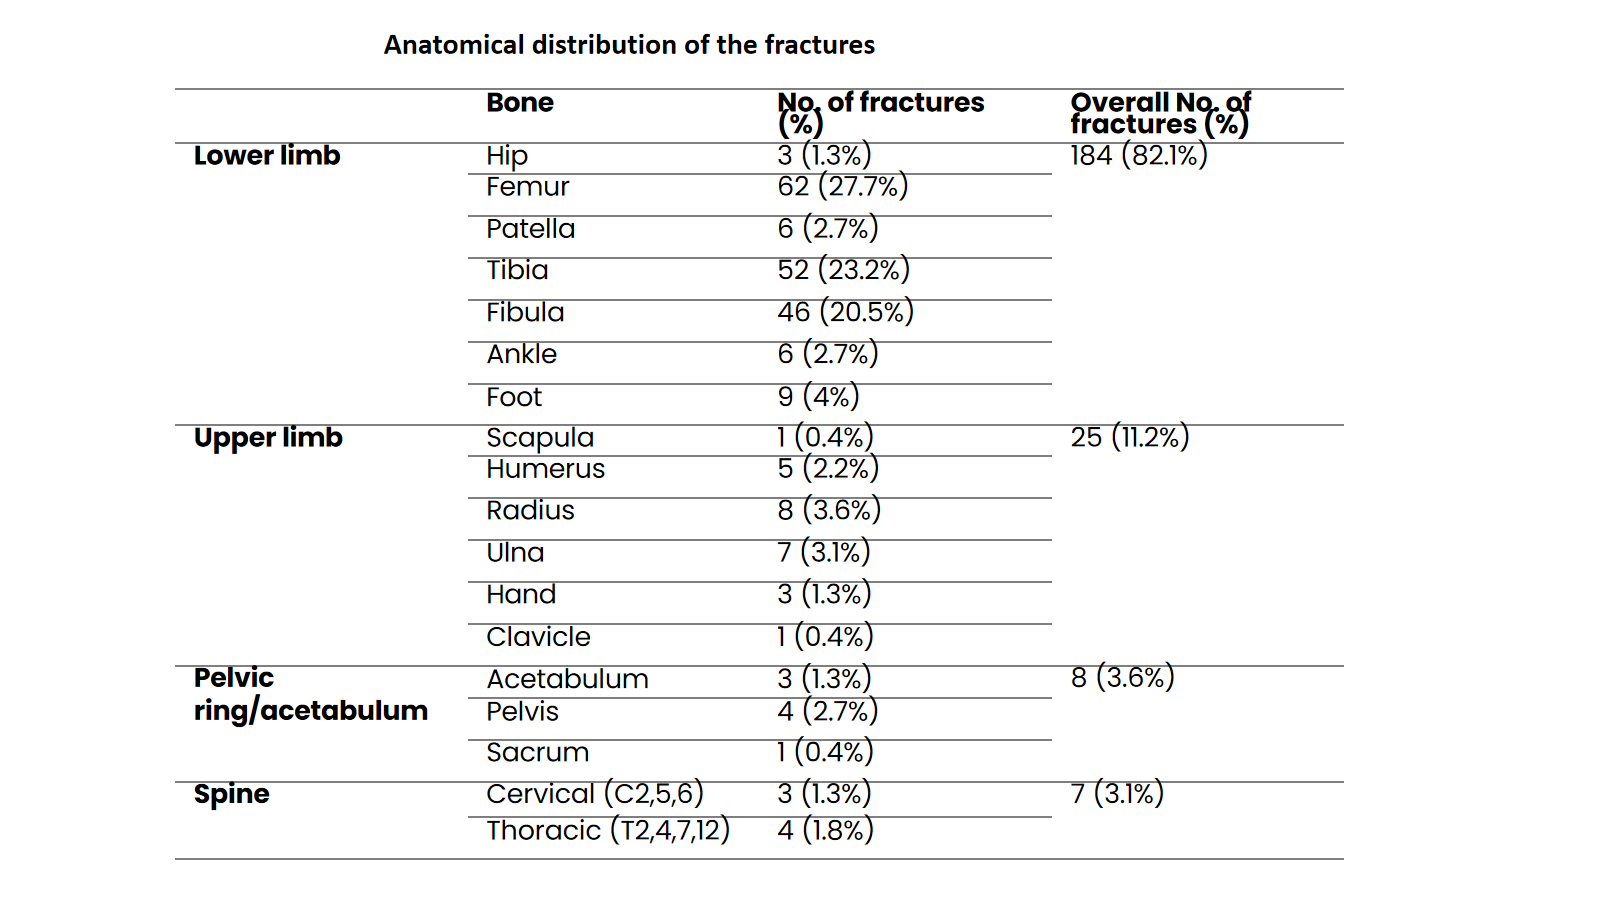 Anatomical distribution of the fractures
Bone No. of fractures (%) Overall No. of fractures (%)
Lower limb Hip 3 (1.3%) 184 (82.1%)
Femur 62 (27.7%)
Patella 6 (2.7%)
Tibia 52 (23.2%)
Fibula 46 (20.5%)
Ankle 6 (2.7%)
Foot 9 (4%)
Upper limb Scapula 1 (0.4%) 25 (11.2%)
Humerus 5 (2.2%)
Radius 8 (3.6%)
Ulna 7 (3.1%)
Hand 3 (1.3%)
Clavicle 1 (0.4%)
Pelvic ring/acetabulum Acetabulum 3 (1.3%) 8 (3.6%)
Pelvis 4 (2.7%)
Sacrum 1 (0.4%)
Spine Cervical (C2,5,6) 3 (1.3%) 7 (3.1%)
Thoracic (T2,4,7,12) 4 (1.8%)